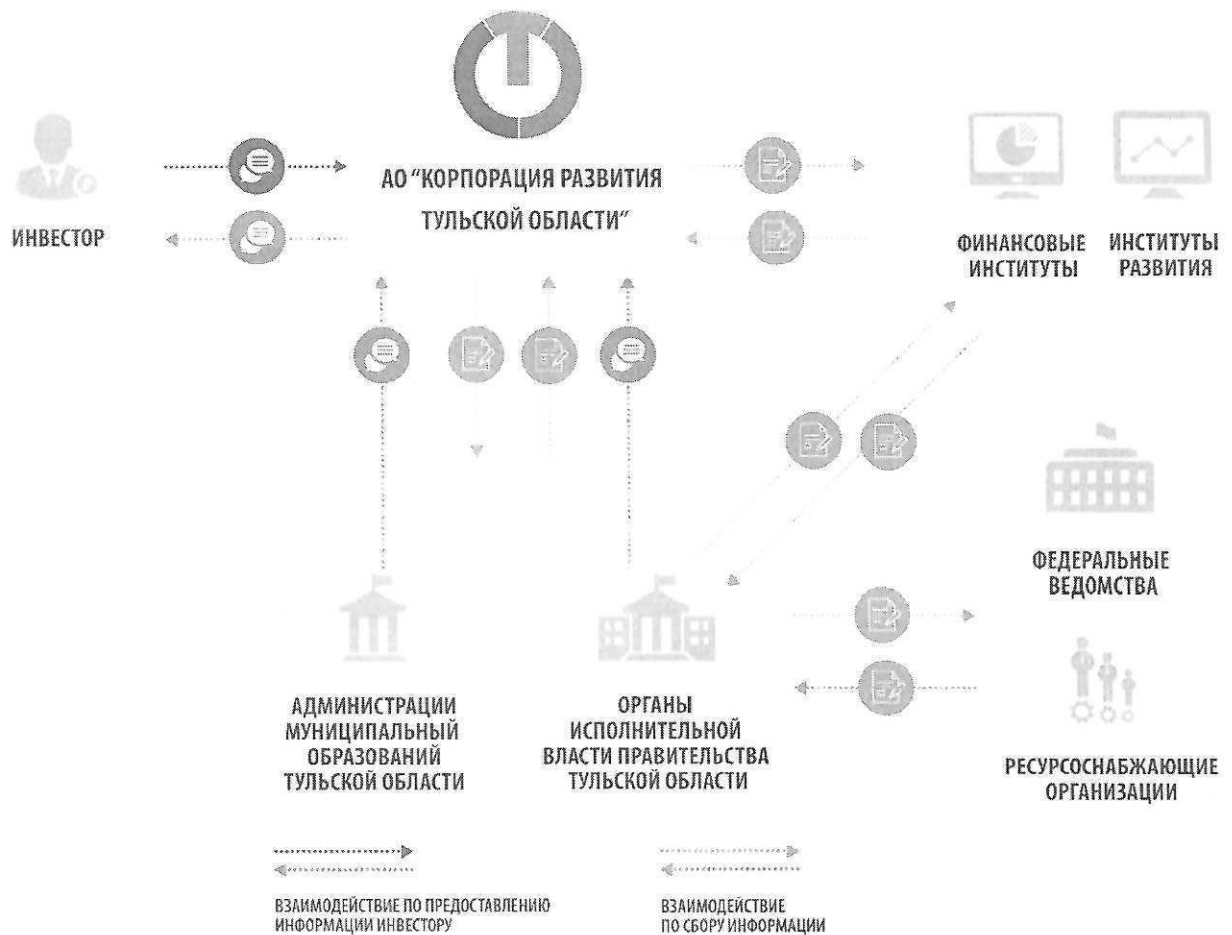 АО "КОРПОРАЦИЯ РАЗВИТИЯ
ТУЛЬСКОЙ ОБЛАСТИ"
ИНВЕСТОР
ФИНАНСОВЫЕ
ИНСТИТУТЫ
ИНСТИТУТЫ
РАЗВИТИЯ
ФЕДЕРАЛЬНЫЕ
ВЕДОМСТВА
АДМИНИСТРАЦИИ
МУНИЦИПАЛЬНЫЙ
ОБРАЗОВАНИЙ
ТУЛЬСКОЙ ОБЛАСТИ
ОРГАНЫ
ИСПОЛНИТЕЛЬНОЙ
ВЛАСТИ ПРАВИТЕЛЬСТВА
ТУЛЬСКОЙ ОБЛАСТИ
РЕСУРСОСНАБЖАЮЩИЕ
ОРГАНИЗАЦИИ
ВЗАИМОДЕЙСТВИЕ ПО ПРЕДОСТАВЛЕНИЮ
ИНФОРМАЦИИ ИНВЕСТОРУ
ВЗАИМОДЕЙСТВИЕ
ПО СБОРУ ИНФОРМАЦИИ